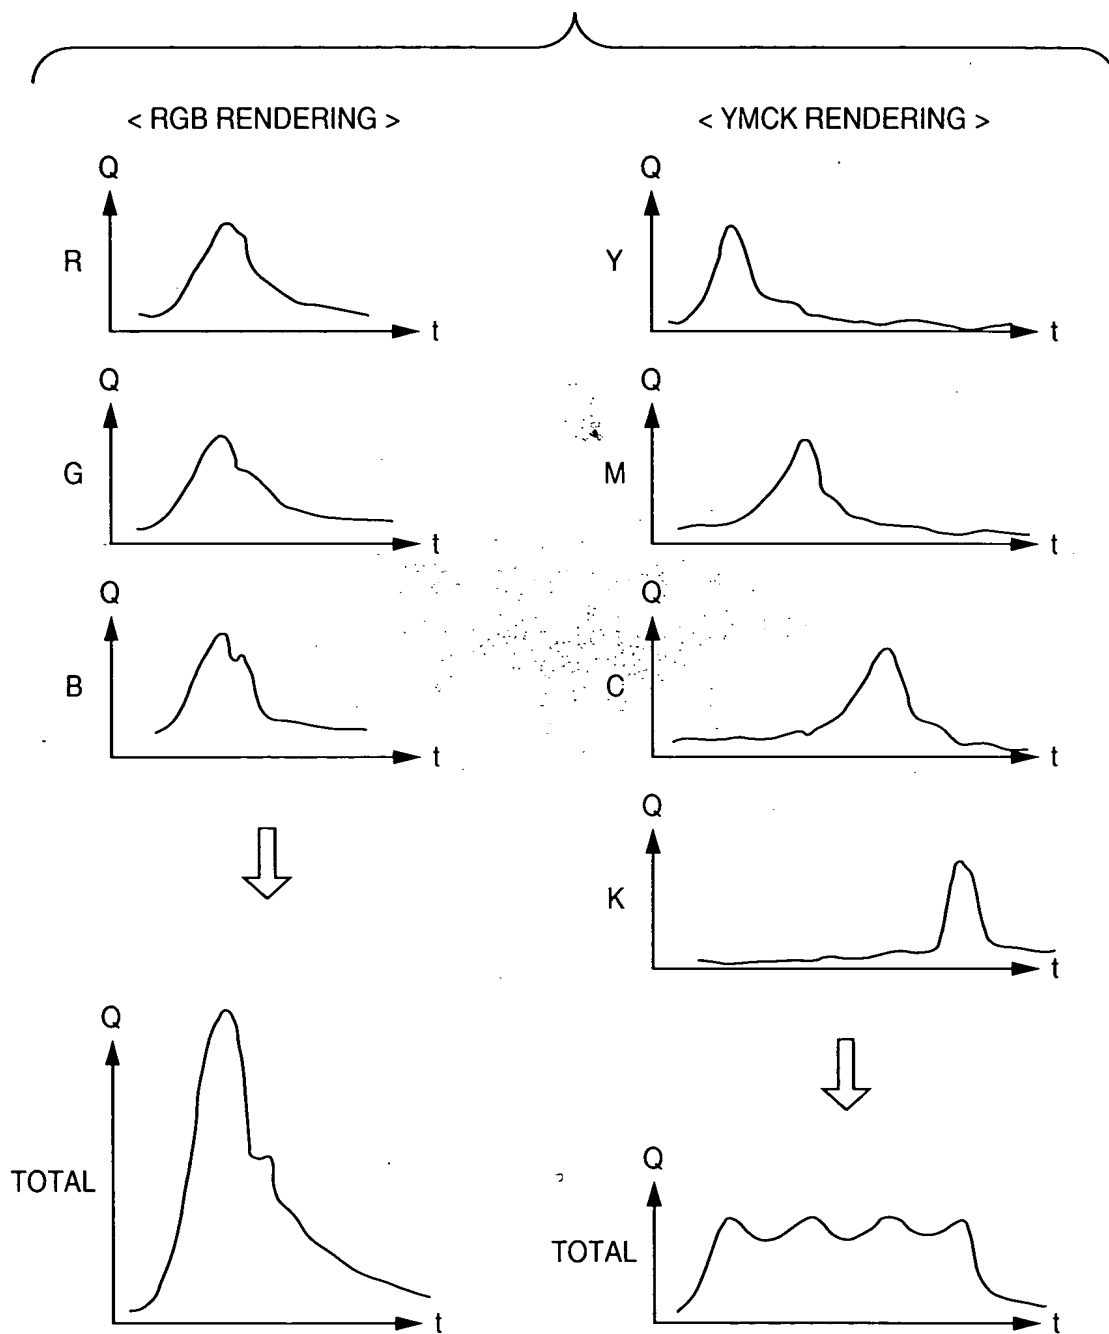 < RGB RENDERING >
Q
R
t
Q
G
t
Q
B
t
Q
TOTAL
t
< YMCK RENDERING >
Q
Y
t
Q
M
t
Q
C
t
Q
K
t
Q
TOTAL
t